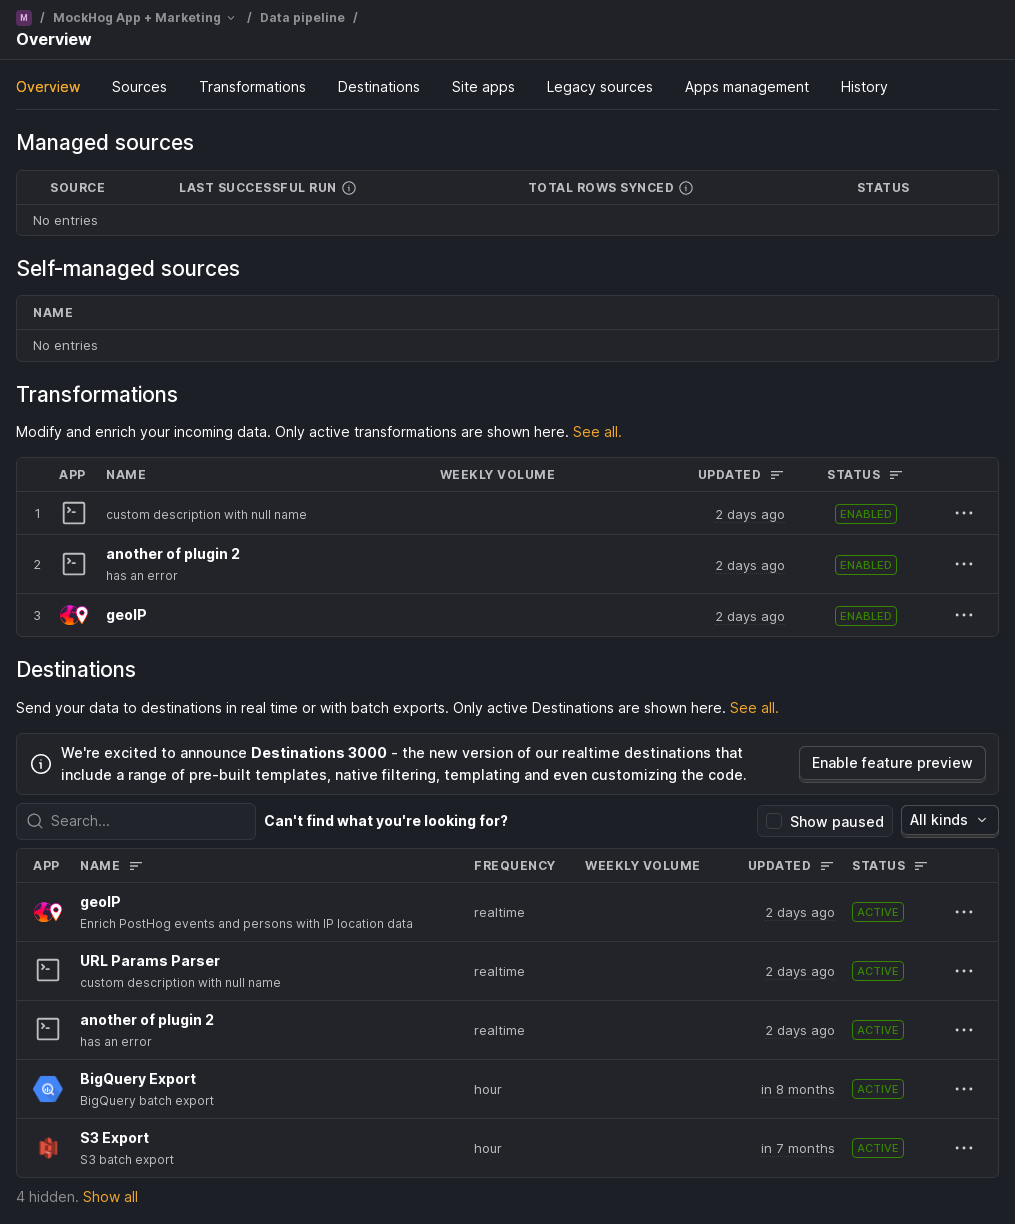 M / MockHog App + Marketing / Data pipeline /
Overview
Overview Sources Transformations Destinations Site apps Legacy sources Apps management History
Managed sources
SOURCE LAST SUCCESSFUL RUN TOTAL ROWS SYNCED STATUS
No entries
Self-managed sources
NAME
No entries
Transformations
Modify and enrich your incoming data. Only active transformations are shown here. See all.
APP NAME WEEKLY VOLUME UPDATED STATUS
1 custom description with null name 2 days ago ENABLED
another of plugin 2
2 has an error 2 days ago ENABLED
3 geoIP 2 days ago ENABLED
Destinations
Send your data to destinations in real time or with batch exports. Only active Destinations are shown here. See all.
We're excited to announce Destinations 3000 - the new version of our realtime destinations that
include a range of pre-built templates, native filtering, templating and even customizing the code.
Enable feature preview
Search... Can't find what you're looking for? Show paused All kinds
APP NAME FREQUENCY WEEKLY VOLUME UPDATED STATUS
geoIP
Enrich PostHog events and persons with IP location data realtime 2 days ago ACTIVE
URL Params Parser
custom description with null name realtime 2 days ago ACTIVE
another of plugin 2
has an error realtime 2 days ago ACTIVE
BigQuery Export
BigQuery batch export hour in 8 months ACTIVE
S3 Export
S3 batch export hour in 7 months ACTIVE
4 hidden. Show all